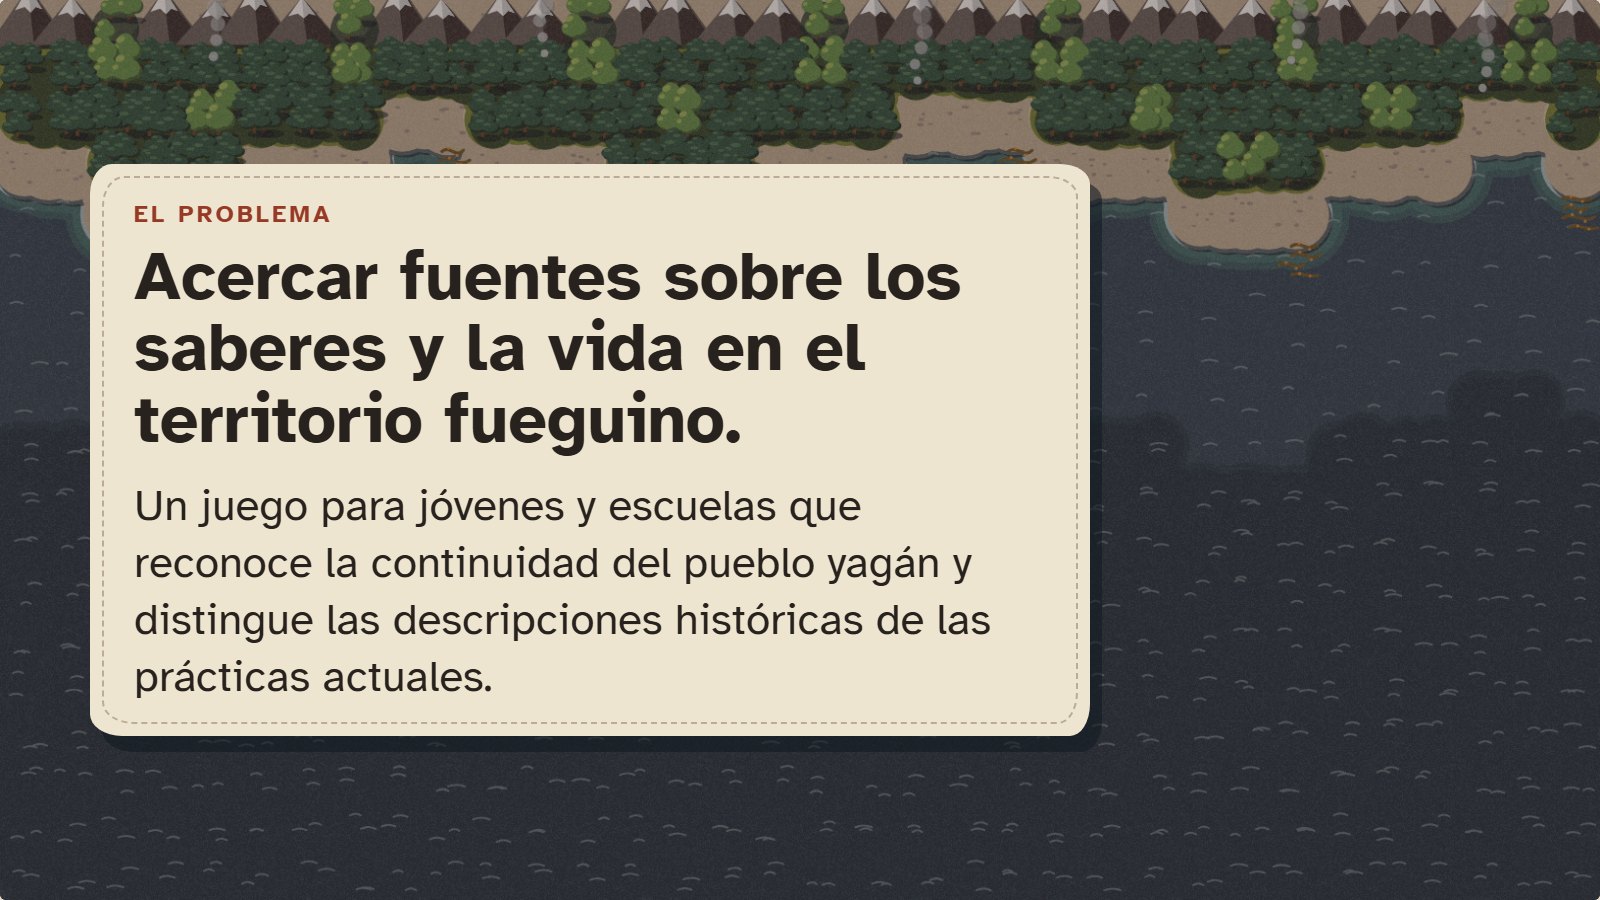 EL PROBLEMA
Acercar fuentes sobre los
saberes y la vida en el
territorio fueguino.
Un juego para jóvenes y escuelas que
reconoce la continuidad del pueblo yagán y
distingue las descripciones históricas de las
prácticas actuales.